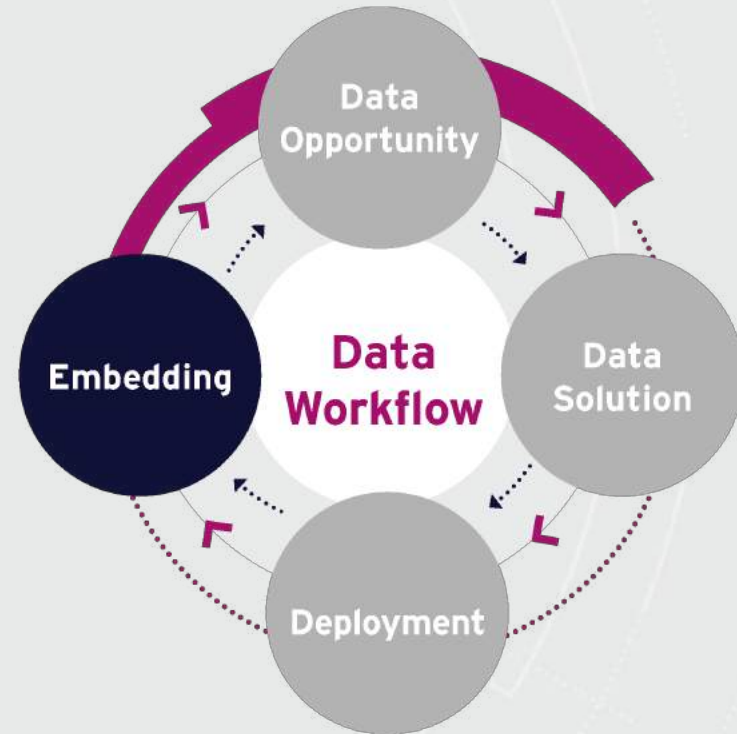 Data
Opportunity
Embedding
Data
Workflow
Data
Solution
Deployment